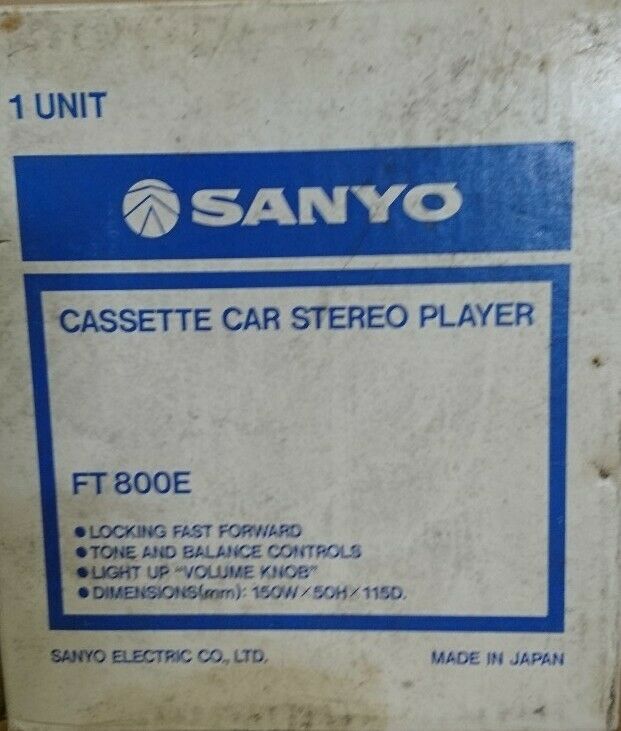 1 UNIT
SANYO
CASSETTE CAR STEREO PLAYER
FT 800E
● LOCKING FAST FORWARD
● TONE AND BALANCE CONTROLS
● LIGHT UP "VOLUME KNOB"
● DIMENSIONS(mm): 150W×50H×115D.
SANYO ELECTRIC CO., LTD.
MADE IN JAPAN